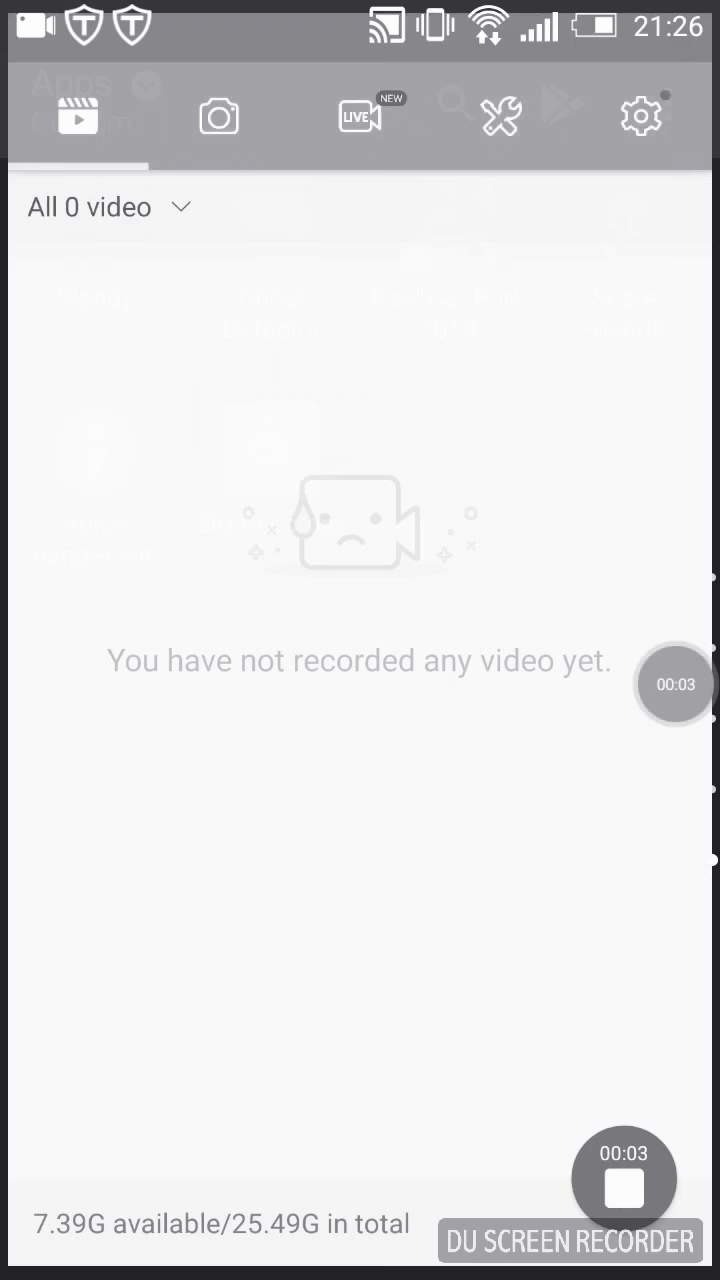 21:26
Apps
NEW
LIVE
All 0 video
You have not recorded any video yet.
00:03
00:03
7.39G available/25.49G in total
DU SCREEN RECORDER